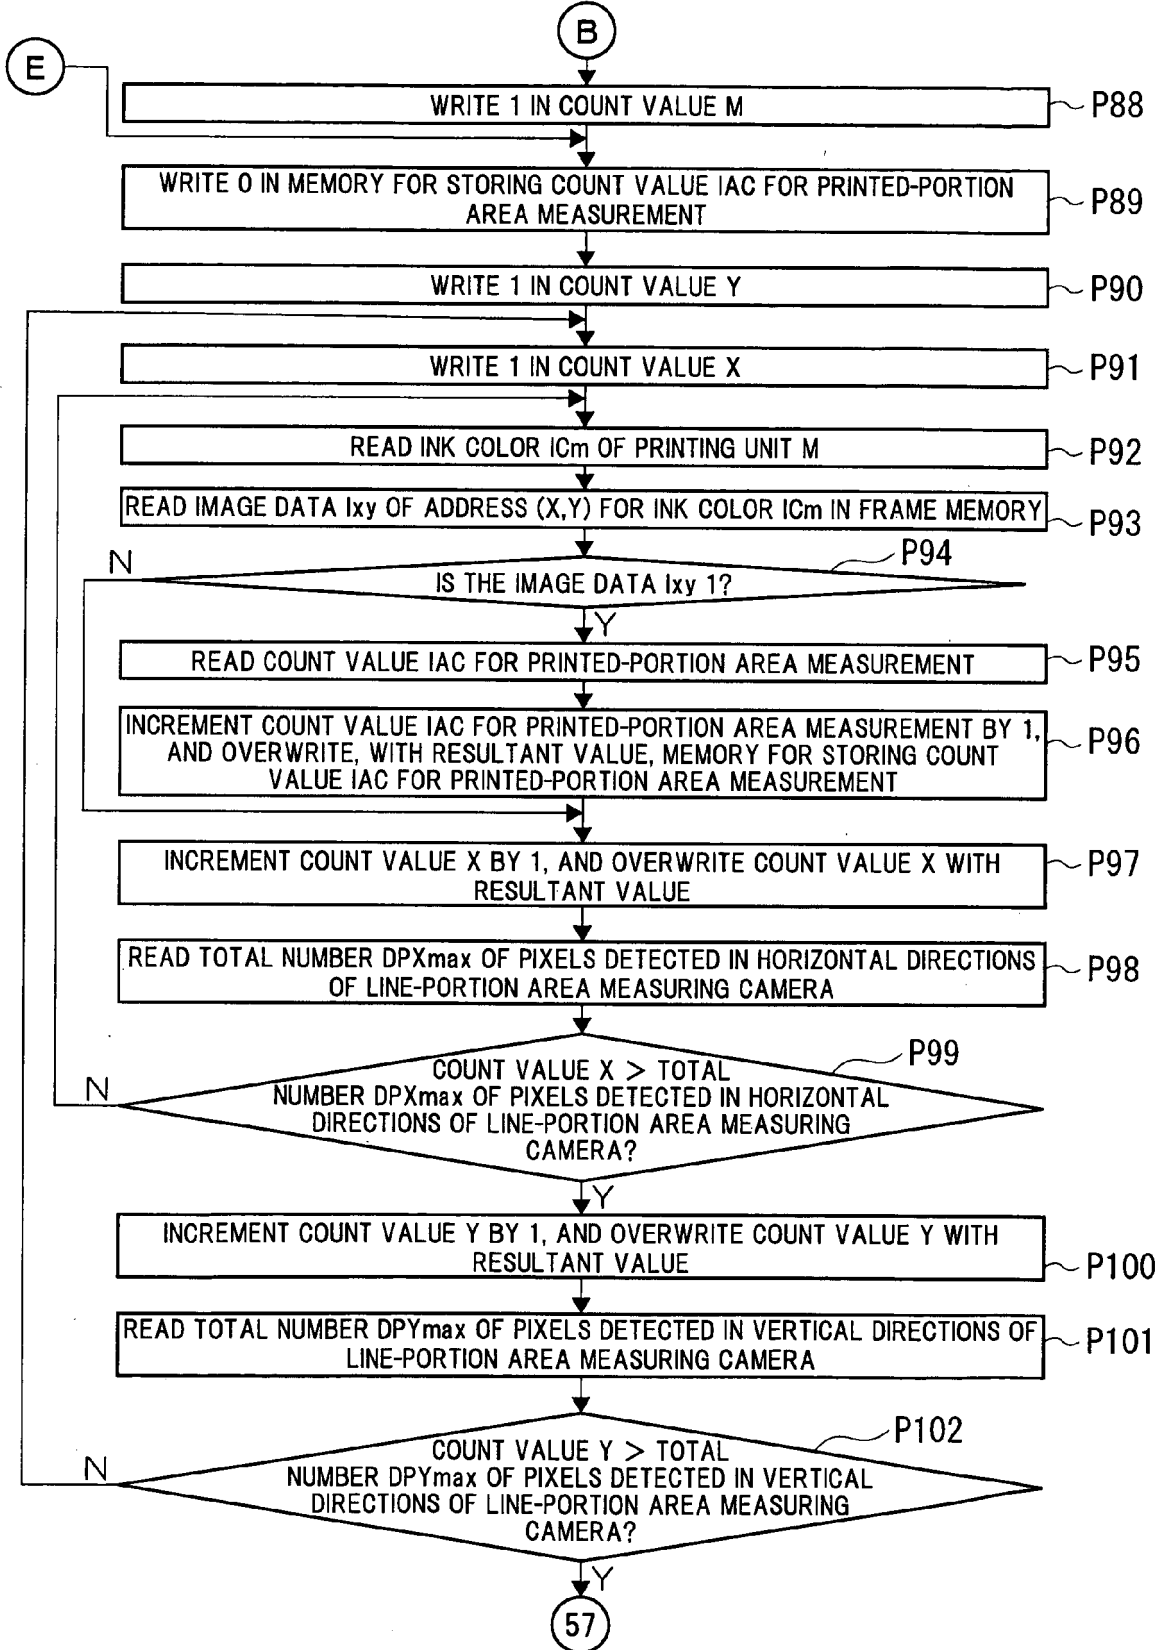 B
E
WRITE 1 IN COUNT VALUE M
P88
WRITE 0 IN MEMORY FOR STORING COUNT VALUE IAC FOR PRINTED-PORTION
AREA MEASUREMENT
P89
WRITE 1 IN COUNT VALUE Y
P90
WRITE 1 IN COUNT VALUE X
P91
READ INK COLOR ICm OF PRINTING UNIT M
P92
READ IMAGE DATA Ixy OF ADDRESS (X,Y) FOR INK COLOR ICm IN FRAME MEMORY
P93
N
P94
IS THE IMAGE DATA Ixy 1?
Y
READ COUNT VALUE IAC FOR PRINTED-PORTION AREA MEASUREMENT
P95
INCREMENT COUNT VALUE IAC FOR PRINTED-PORTION AREA MEASUREMENT BY 1,
AND OVERWRITE, WITH RESULTANT VALUE, MEMORY FOR STORING COUNT
VALUE IAC FOR PRINTED-PORTION AREA MEASUREMENT
P96
INCREMENT COUNT VALUE X BY 1, AND OVERWRITE COUNT VALUE X WITH
RESULTANT VALUE
P97
READ TOTAL NUMBER DPXmax OF PIXELS DETECTED IN HORIZONTAL DIRECTIONS
OF LINE-PORTION AREA MEASURING CAMERA
P98
P99
COUNT VALUE X > TOTAL
NUMBER DPXmax OF PIXELS DETECTED IN HORIZONTAL
DIRECTIONS OF LINE-PORTION AREA MEASURING
CAMERA?
N
Y
INCREMENT COUNT VALUE Y BY 1, AND OVERWRITE COUNT VALUE Y WITH
RESULTANT VALUE
P100
READ TOTAL NUMBER DPYmax OF PIXELS DETECTED IN VERTICAL DIRECTIONS OF
LINE-PORTION AREA MEASURING CAMERA
P101
P102
COUNT VALUE Y > TOTAL
NUMBER DPYmax OF PIXELS DETECTED IN VERTICAL
DIRECTIONS OF LINE-PORTION AREA MEASURING
CAMERA?
N
Y
57